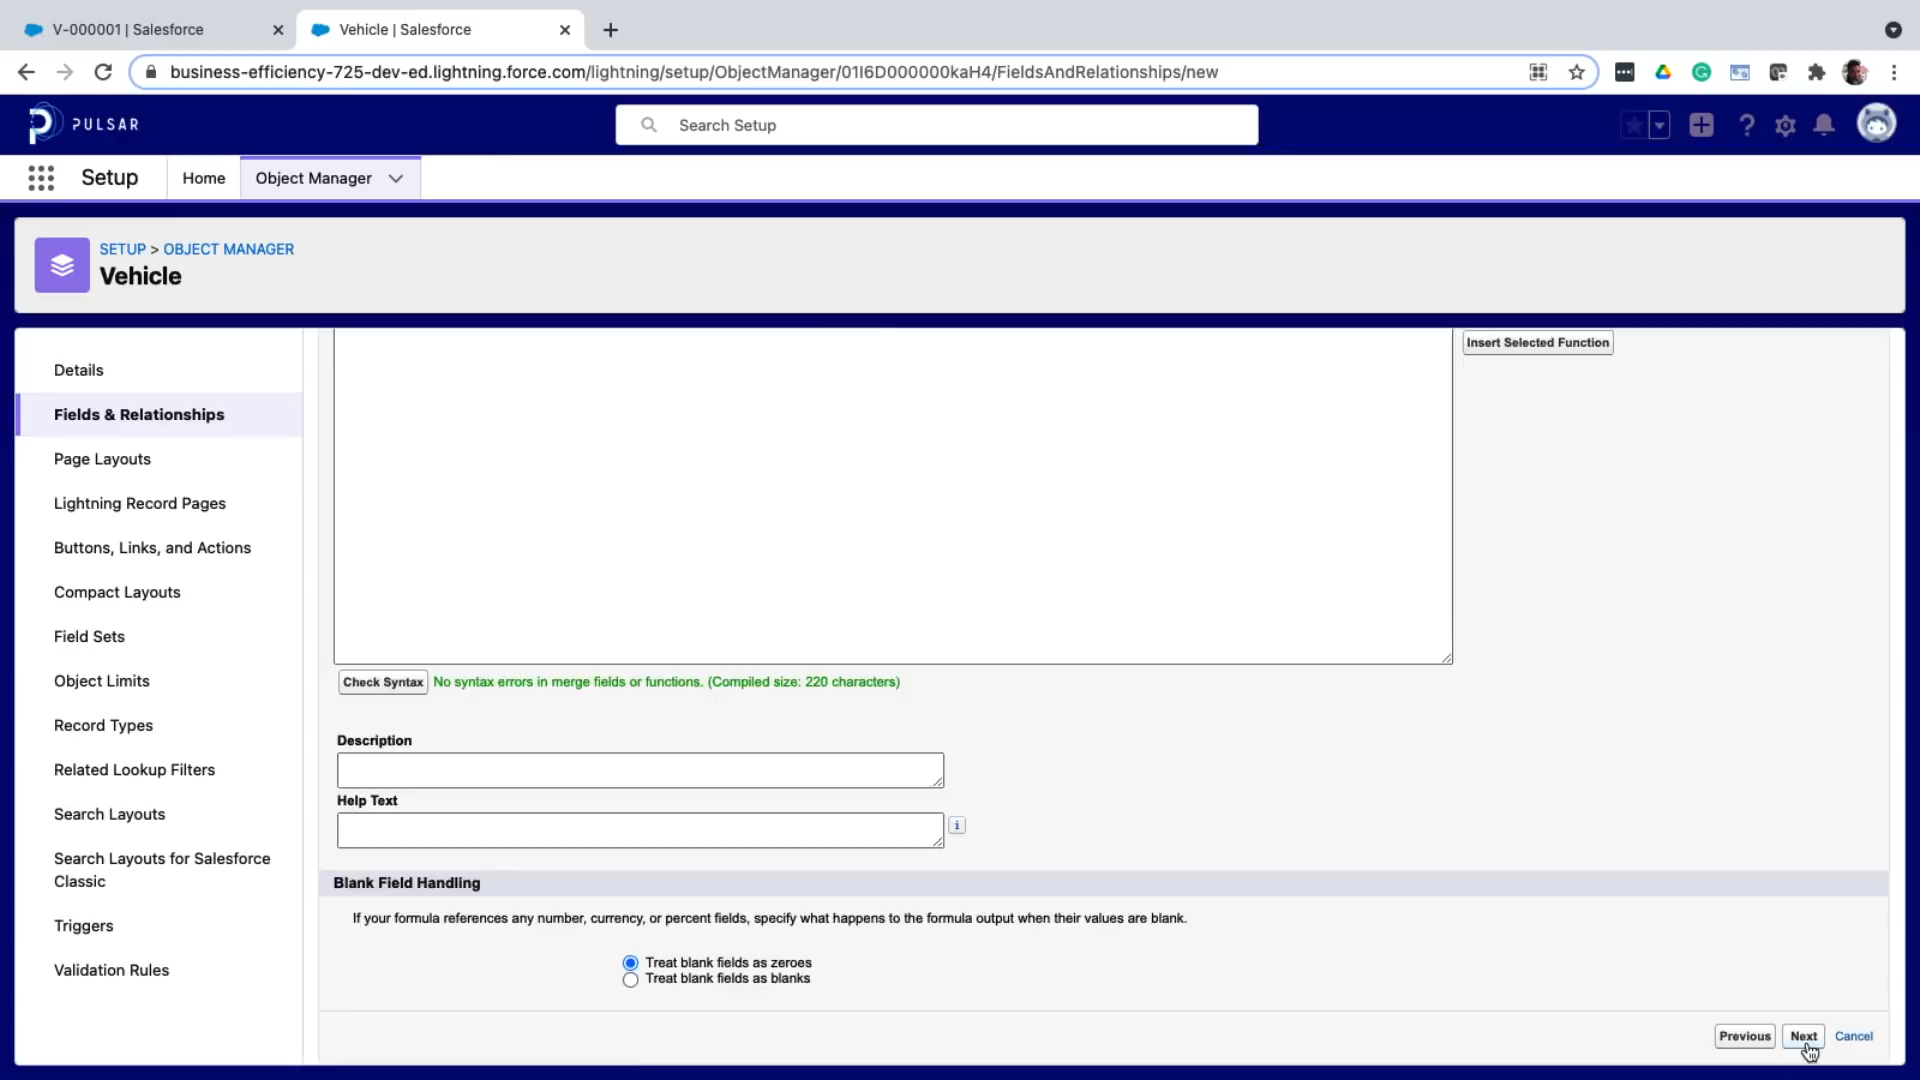 V-000001 | Salesforce
Vehicle | Salesforce
business-efficiency-725-dev-ed.lightning.force.com/lightning/setup/ObjectManager/01I6D000000kaH4/FieldsAndRelationships/new
PULSAR
Search Setup
Setup
Home
Object Manager
SETUP > OBJECT MANAGER
Vehicle
Details
Fields & Relationships
Page Layouts
Lightning Record Pages
Buttons, Links, and Actions
Compact Layouts
Field Sets
Object Limits
Record Types
Related Lookup Filters
Search Layouts
Search Layouts for Salesforce
Classic
Triggers
Validation Rules
Insert Selected Function
Check Syntax
No syntax errors in merge fields or functions. (Compiled size: 220 characters)
Description
Help Text
i
Blank Field Handling
If your formula references any number, currency, or percent fields, specify what happens to the formula output when their values are blank.
Treat blank fields as zeroes
Treat blank fields as blanks
Previous
Next
Cancel